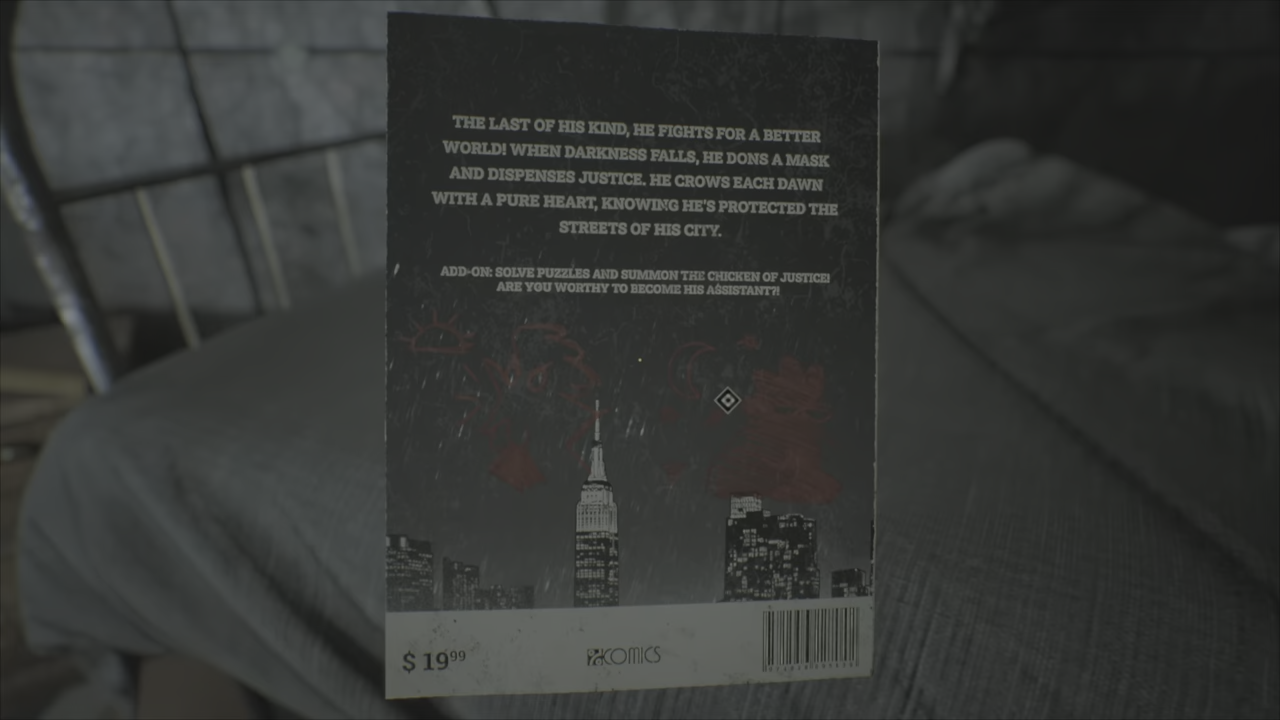 THE LAST OF HIS KIND, HE FIGHTS FOR A BETTER
WORLD! WHEN DARKNESS FALLS, HE DONS A MASK
AND DISPENSES JUSTICE. HE CROWS EACH DAWN
WITH A PURE HEART, KNOWING HE'S PROTECTED THE
STREETS OF HIS CITY.
ADD-ON: SOLVE PUZZLES AND SUMMON THE CHICKEN OF JUSTICE!
ARE YOU WORTHY TO BECOME HIS ASSISTANT?!
$ 19⁹⁹
COMICS